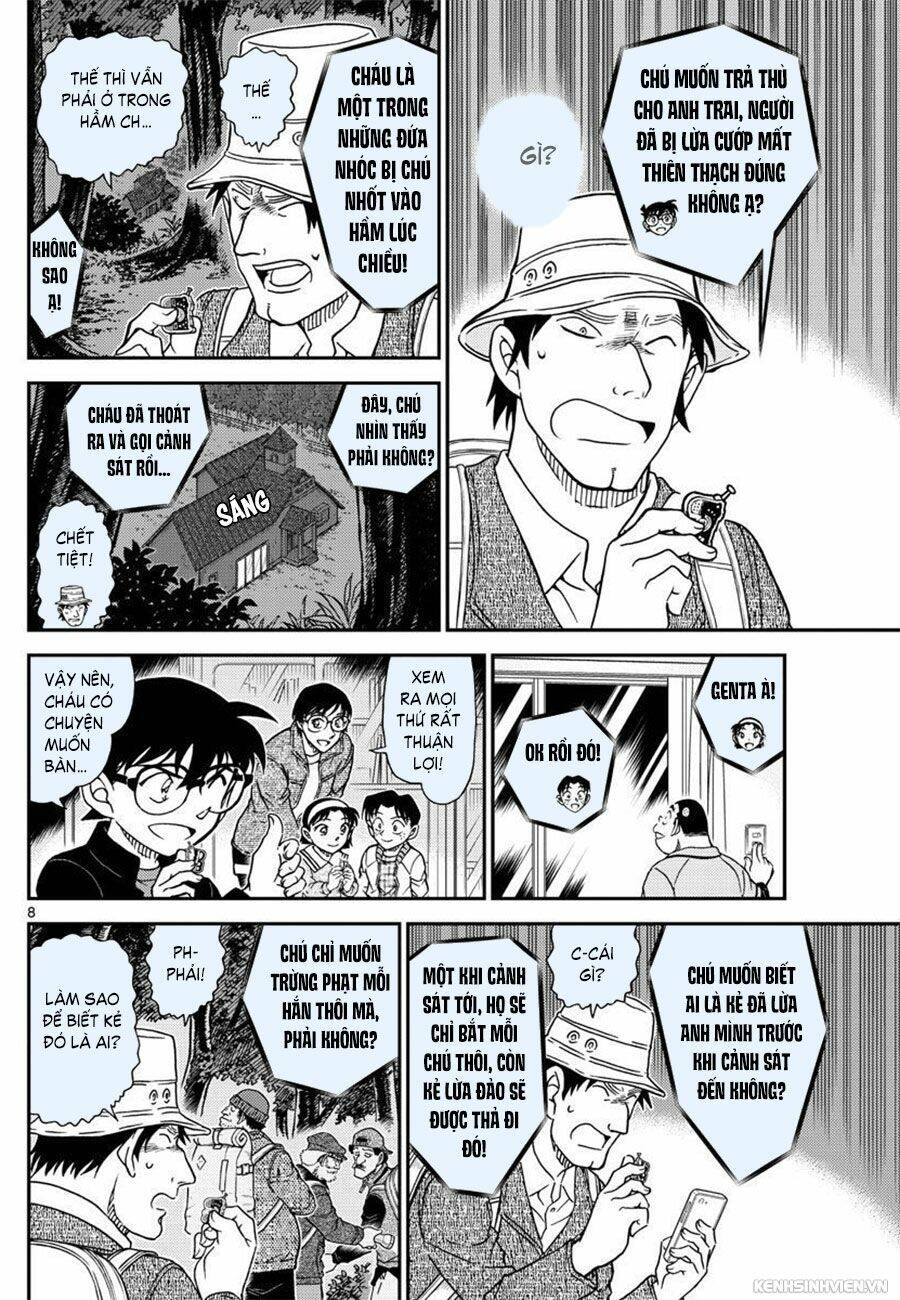 CHÚ MUỐN TRẢ THÙ
CHO ANH TRAI, NGƯỜI
ĐÃ BỊ LỪA CƯỚP MẤT
THIÊN THẠCH ĐÚNG
KHÔNG Ạ?
GÌ?
CHÁU LÀ
MỘT TRONG
NHỮNG ĐỨA
NHÓC BỊ CHÚ
NHỐT VÀO
HẦM LÚC
CHIỀU!
THẾ
...
THẾ THÌ VẪN
PHẢI Ở TRONG
HẦM CH...
KHÔNG
SAO
Ạ!
ĐÂY, CHÚ
NHÌN THẤY
PHẢI KHÔNG?
CHÁU ĐÃ THOÁT
RA VÀ GỌI CẢNH
SÁT RỒI...
SÁNG
CHẾT
TIỆT!
GENTA À!
OK RỒI ĐÓ!
XEM
RA MỌI
THỨ RẤT
THUẬN
LỢI!
VẬY NÊN,
CHÁU CÓ
CHUYỆN
MUỐN
BÀN...
8
CHÚ MUỐN BIẾT
AI LÀ KẺ ĐÃ LỪA
ANH MÌNH TRƯỚC
KHI CẢNH SÁT
ĐẾN KHÔNG?
C-CÁI
GÌ?
MỘT KHI CẢNH
SÁT TỚI, HỌ SẼ
CHỈ BẮT MỖI
CHÚ THÔI, CÒN
KẺ LỪA ĐẢO SẼ
ĐƯỢC THẢ ĐI
ĐÓ!
CHÚ CHỈ MUỐN
TRỪNG PHẠT MỖI
HẮN THÔI MÀ,
PHẢI KHÔNG?
PH-
PHẢI!
LÀM SAO
ĐỂ BIẾT KẺ
ĐÓ LÀ AI?
KENHSINHVIEN.VN